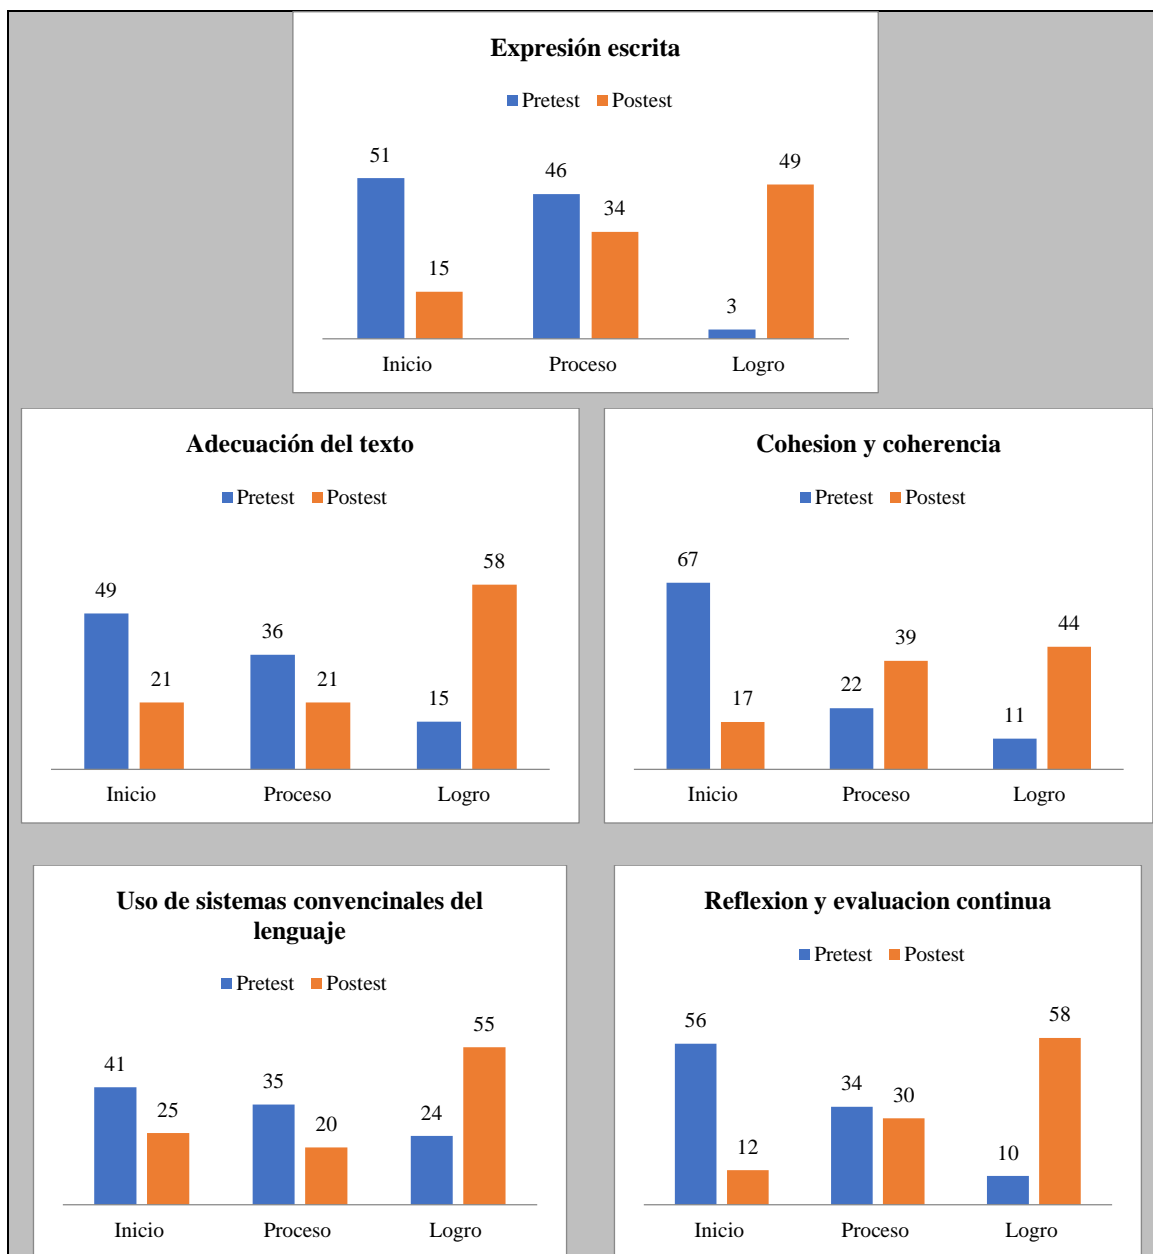 Expresión escrita
Pretest Postest
51
15
46
34
3
49
Inicio Proceso Logro
Adecuación del texto
Pretest Postest
49
21
36
21
15
58
Inicio Proceso Logro
Cohesion y coherencia
Pretest Postest
67
17
22
39
11
44
Inicio Proceso Logro
Uso de sistemas convencinales del
lenguaje
Pretest Postest
41
25
35
20
24
55
Inicio Proceso Logro
Reflexion y evaluacion continua
Pretest Postest
56
12
34
30
10
58
Inicio Proceso Logro